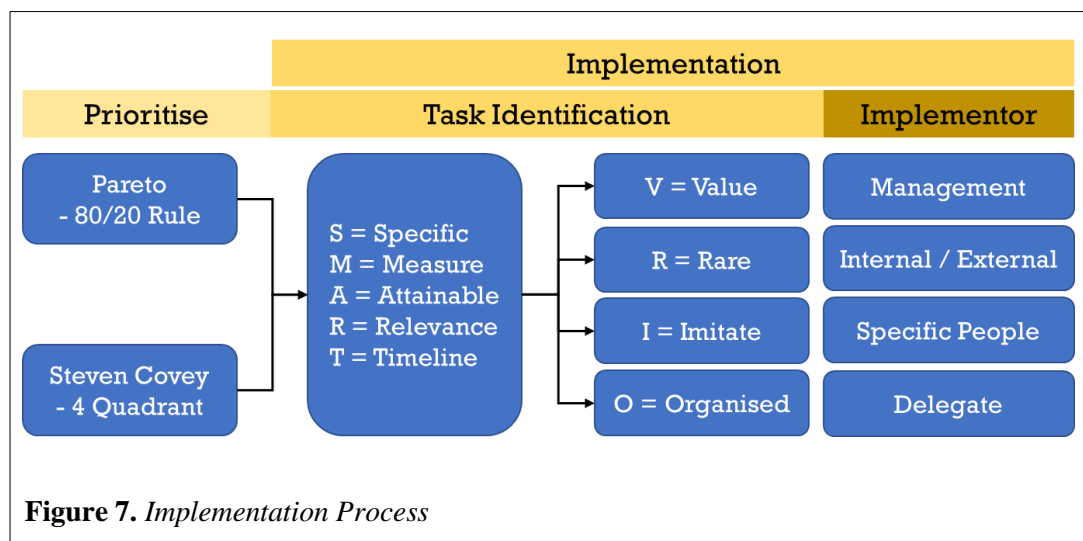 Implementation
Prioritise
Task Identification
Implementor
Pareto
- 80/20 Rule
Steven Covey
- 4 Quadrant
S = Specific
M = Measure
A = Attainable
R = Relevance
T = Timeline
V = Value
R = Rare
I = Imitate
O = Organised
Management
Internal / External
Specific People
Delegate
Figure 7. Implementation Process